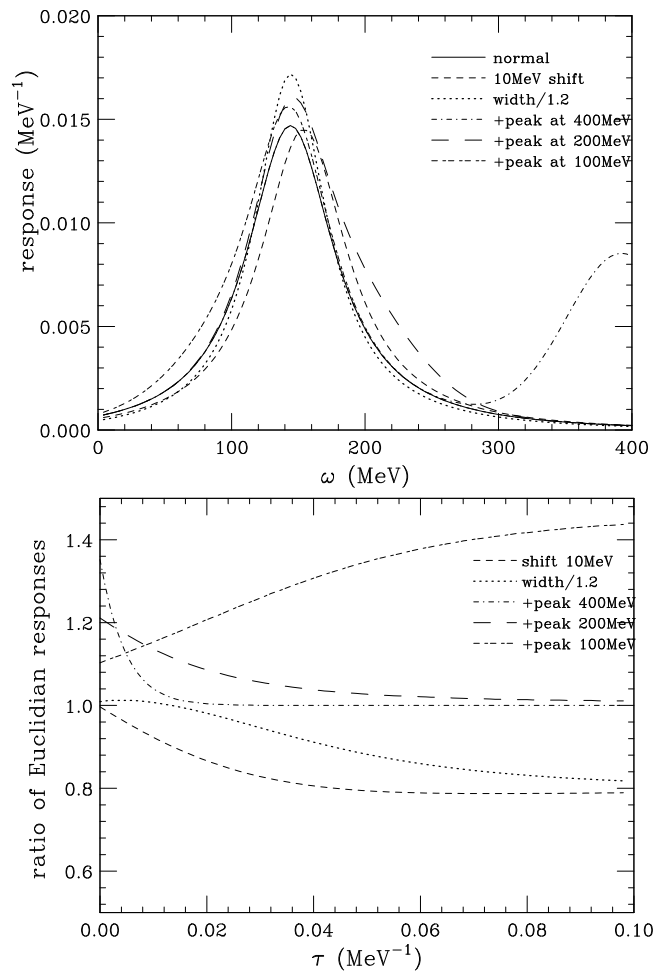 0.020
0.015
0.010
0.005
0.000
response (MeV⁻¹)
normal
10MeV shift
width/1.2
+peak at 400MeV
+peak at 200MeV
+peak at 100MeV
0 100 200 300 400
ω (MeV)
1.4
1.2
1.0
0.8
0.6
ratio of Euclidian responses
shift 10MeV
width/1.2
+peak 400MeV
+peak 200MeV
+peak 100MeV
0.00 0.02 0.04 0.06 0.08 0.10
τ (MeV⁻¹)